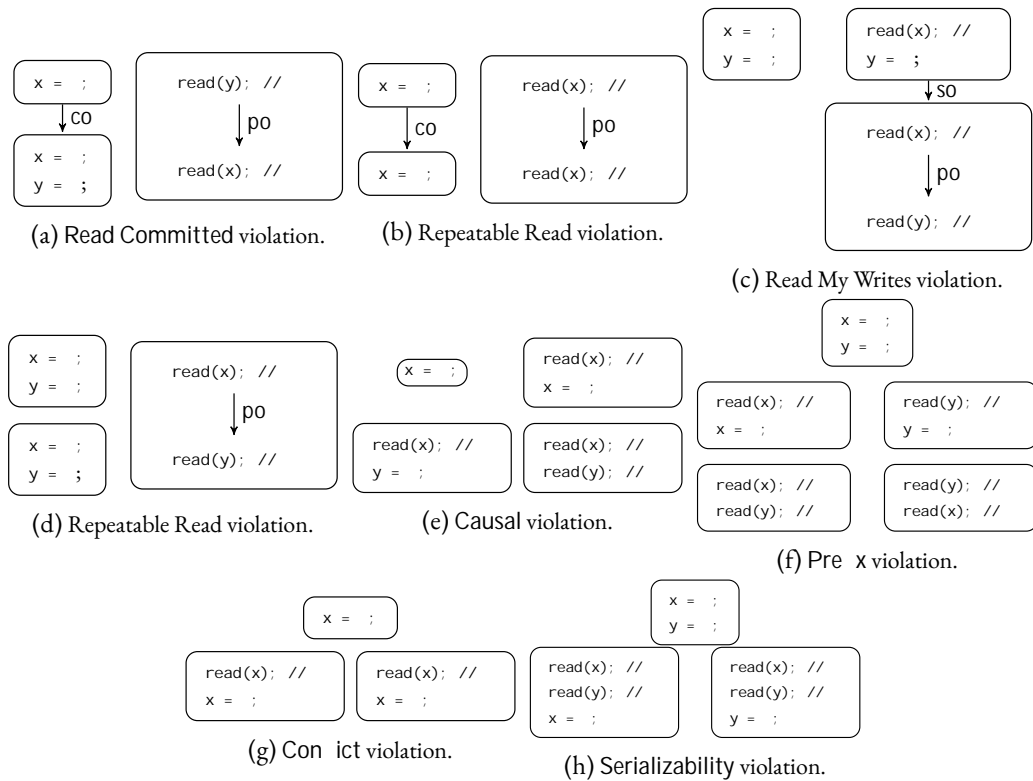 x = ;
co
x = ;
y = ;
read(y); //
po
read(x); //
(a) Read Committed violation.
x = ;
co
x = ;
read(x); //
po
read(x); //
(b) Repeatable Read violation.
x = ;
y = ;
read(x); //
y = ;
so
read(x); //
po
read(y); //
(c) Read My Writes violation.
x = ;
y = ;
x = ;
y = ;
read(x); //
po
read(y); //
(d) Repeatable Read violation.
x = ;
read(x); //
x = ;
read(x); //
y = ;
read(x); //
read(y); //
(e) Causal violation.
x = ;
y = ;
read(x); //
x = ;
read(y); //
y = ;
read(x); //
read(y); //
read(y); //
read(x); //
(f) Pre x violation.
x = ;
read(x); //
x = ;
read(x); //
x = ;
(g) Con ict violation.
x = ;
y = ;
read(x); //
read(y); //
x = ;
read(x); //
read(y); //
y = ;
(h) Serializability violation.